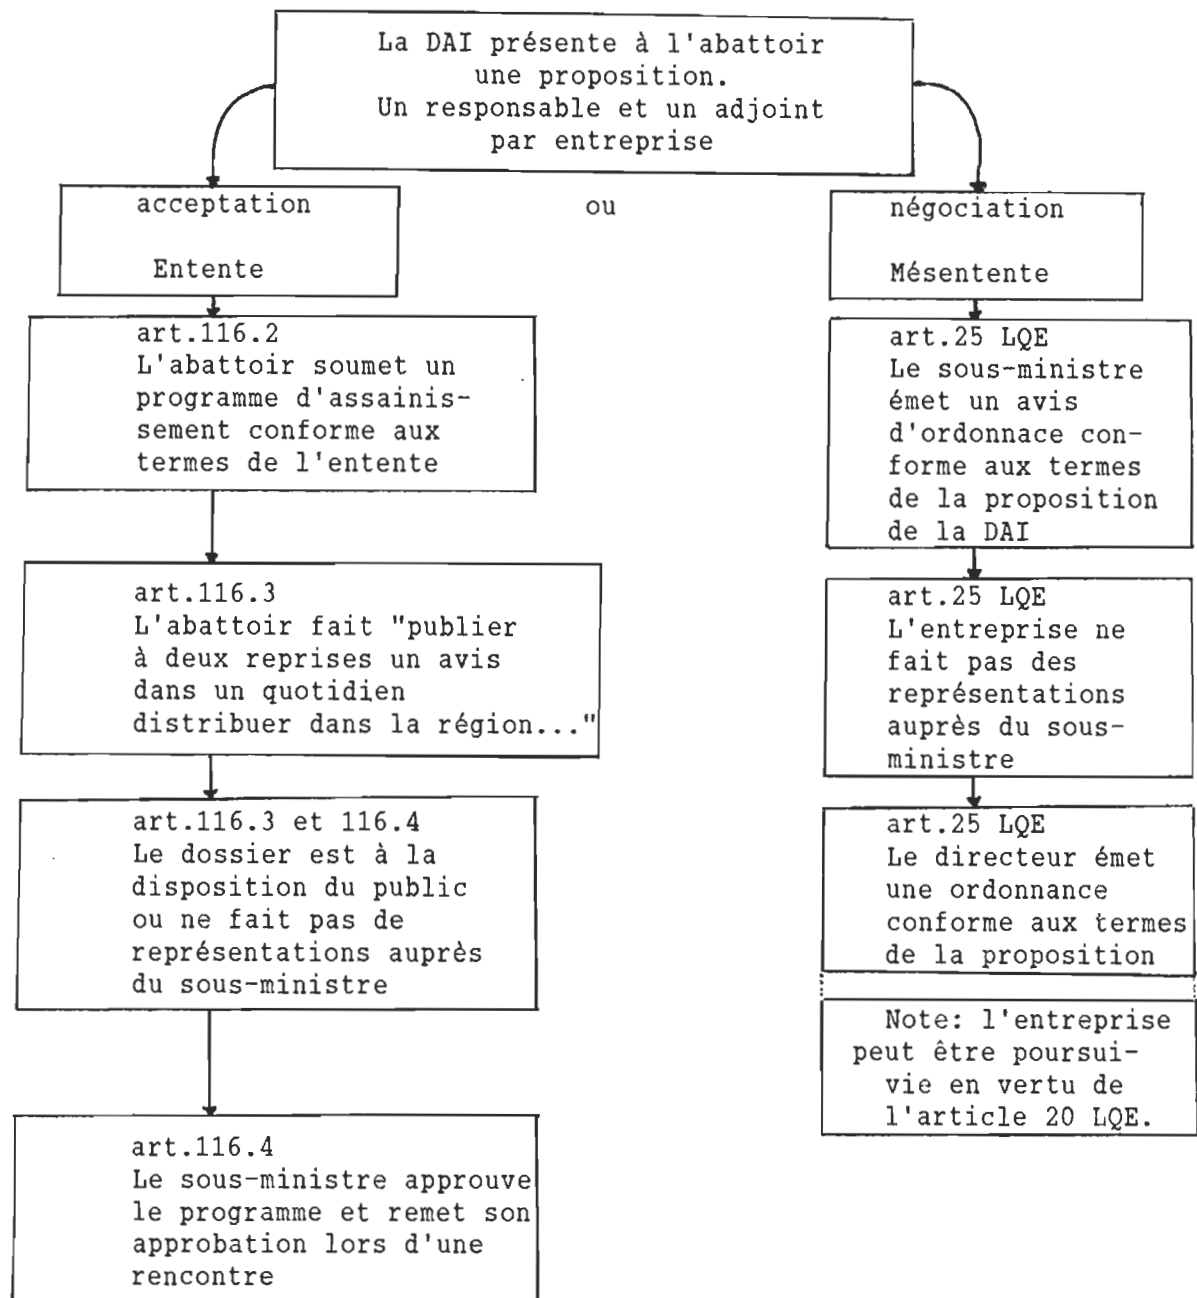 La DAI présente à l'abattoir
une proposition.
Un responsable et un adjoint
par entreprise
acceptation
Entente
ou
négociation
Mésentente
art.116.2
L'abattoir soumet un
programme d'assainis-
sement conforme aux
termes de l'entente
art.116.3
L'abattoir fait "publier
à deux reprises un avis
dans un quotidien
distribuer dans la région..."
art.116.3 et 116.4
Le dossier est à la
disposition du public
ou ne fait pas de
représentations auprès
du sous-ministre
art.116.4
Le sous-ministre approuve
le programme et remet son
approbation lors d'une
rencontre
art.25 LQE
Le sous-ministre
émet un avis
d'ordonnace con-
forme aux termes
de la proposition
de la DAI
art.25 LQE
L'entreprise ne
fait pas des
représentations
auprès du sous-
ministre
art.25 LQE
Le directeur émet
une ordonnance
conforme aux termes
de la proposition
Note: l'entreprise
peut être poursui-
vie en vertu de
l'article 20 LQE.